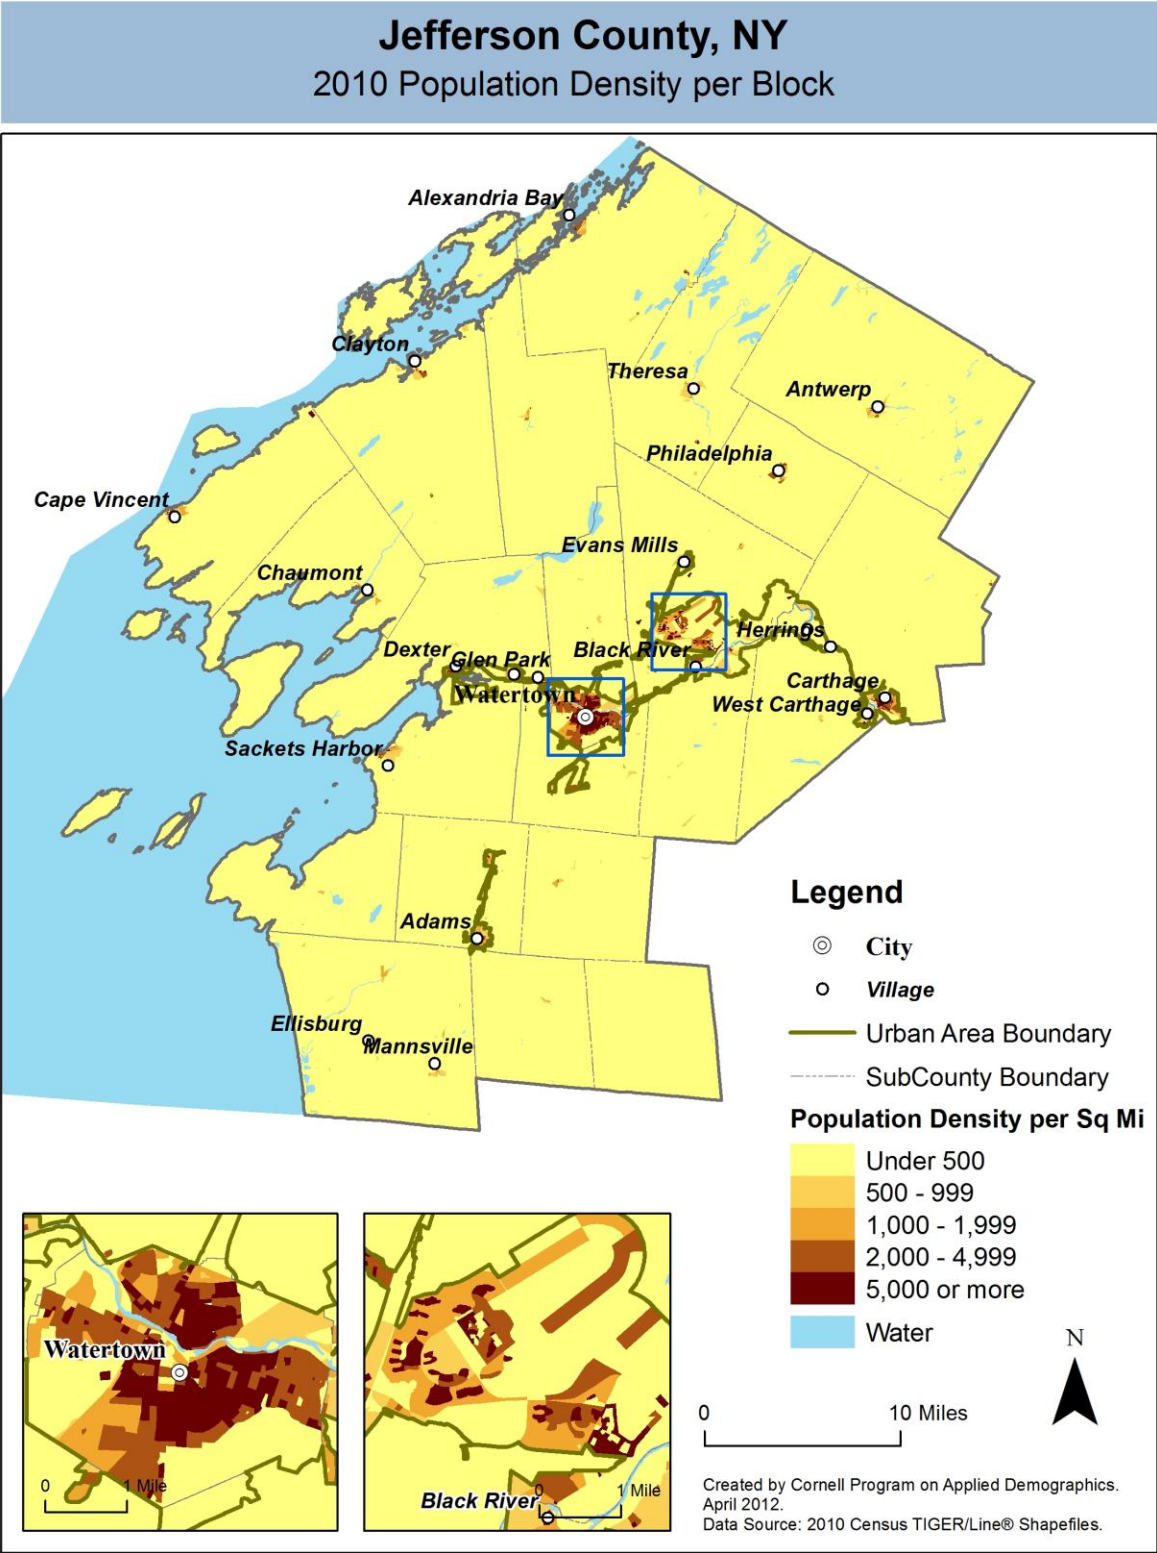 Jefferson County, NY
2010 Population Density per Block
Alexandria Bay
Clayton
Theresa
Antwerp
Philadelphia
Cape Vincent
Evans Mills
Chaumont
Herrings
Dexter
Glen Park
Black River
Carthage
Watertown
West Carthage
Sackets Harbor
Adams
Ellisburg
Mannsville
Legend
City
Village
Urban Area Boundary
SubCounty Boundary
Population Density per Sq Mi
Under 500
500 - 999
1,000 - 1,999
2,000 - 4,999
5,000 or more
Water
Watertown
0 1 Mile
Black River
0 1 Mile
N
0 10 Miles
Created by Cornell Program on Applied Demographics.
April 2012.
Data Source: 2010 Census TIGER/Line® Shapefiles.